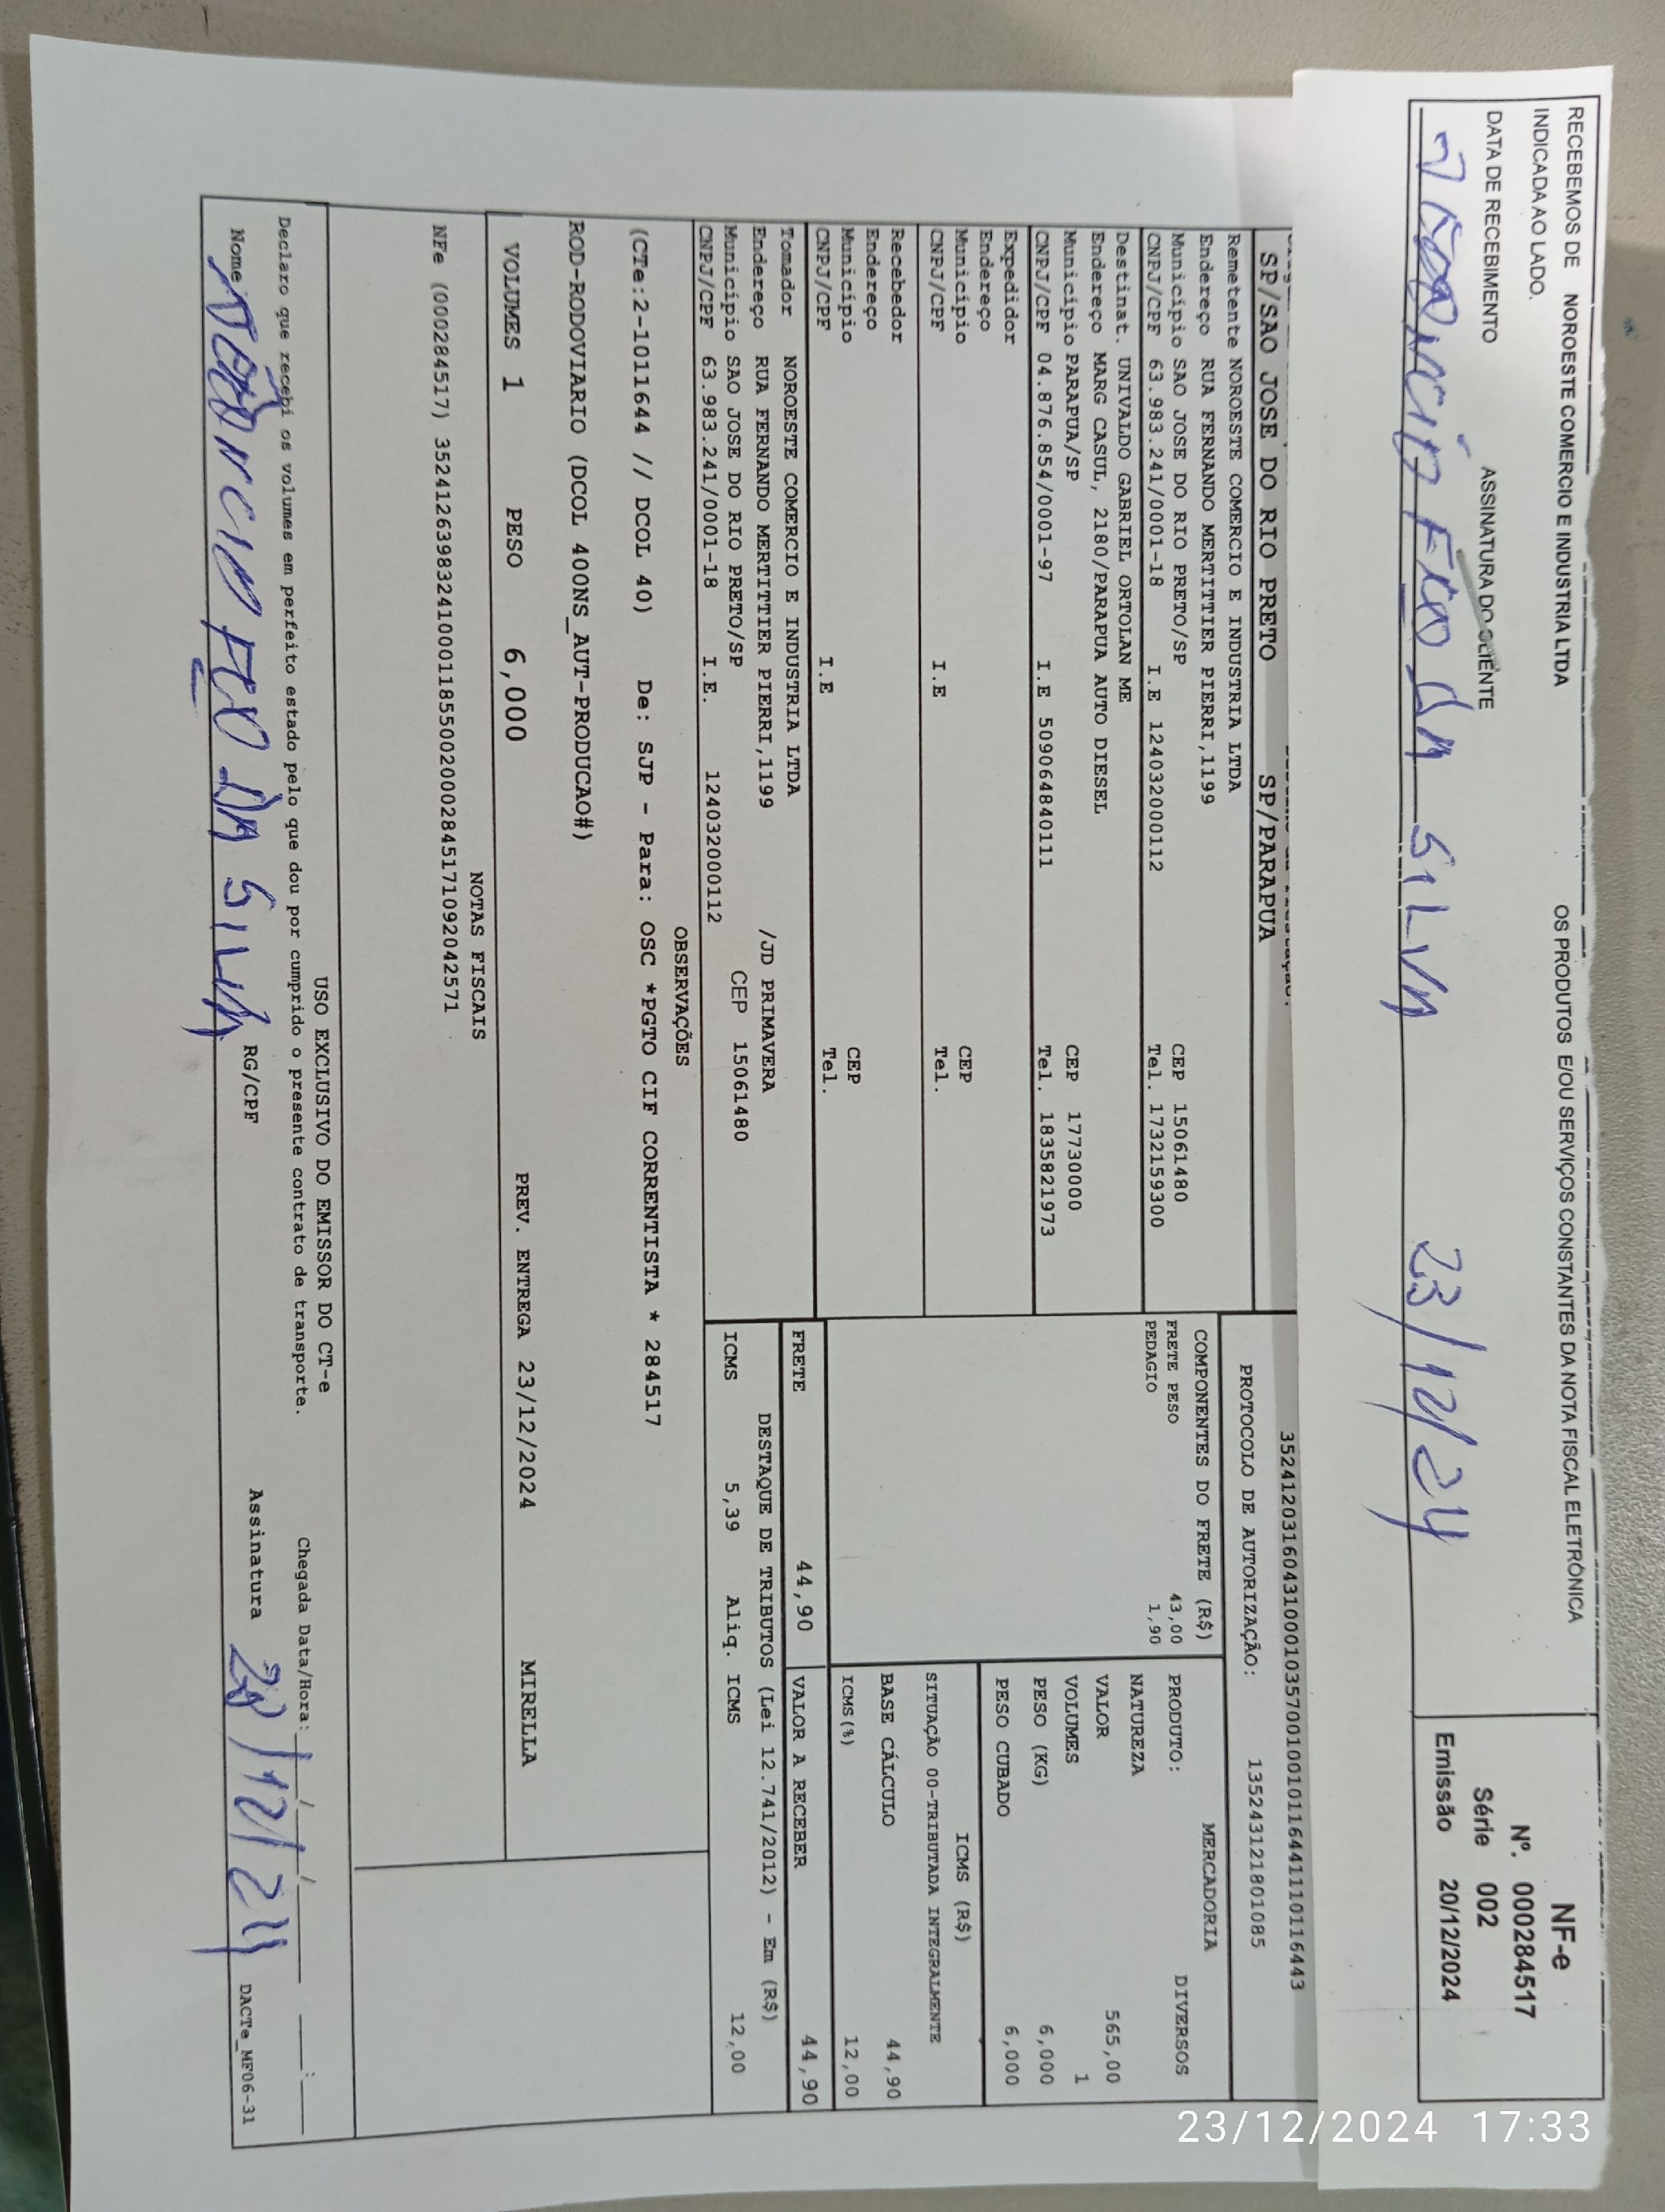 RECEBEMOS DE NOROESTE COMERCIO E INDUSTRIA LTDA OS PRODUTOS E/OU SERVIÇOS CONSTANTES DA NOTA FISCAL ELETRÔNICA
INDICADA AO LADO.
DATA DE RECEBIMENTO ASSINATURA DO CLIENTE
DA SILVA 23/12/24
NF-e
Nº. 000284517
Série 002
Emissão 20/12/2024
SP/SAO JOSE DO RIO PRETO SP/PARAPUA
Remetente NOROESTE COMERCIO E INDUSTRIA LTDA
Endereço RUA FERNANDO MERTITTIER PIERRI,1199
Município SAO JOSE DO RIO PRETO/SP CEP 15061480
CNPJ/CPF 63.983.241/0001-18 I.E 124032000112 Tel. 1732159300
Destinat. UNIVALDO GABRIEL ORTOLAN ME
Endereço MARG CASUL, 2180/PARAPUA AUTO DIESEL
Município PARAPUA/SP CEP 17730000
CNPJ/CPF 04.876.854/0001-97 I.E 509064840111 Tel. 1835821973
Expedidor
Endereço
Município CEP
CNPJ/CPF I.E Tel.
Recebedor
Endereço
Município CEP
CNPJ/CPF I.E Tel.
Tomador NOROESTE COMERCIO E INDUSTRIA LTDA
Endereço RUA FERNANDO MERTITTIER PIERRI,1199 /JD PRIMAVERA
Município SAO JOSE DO RIO PRETO/SP CEP 15061480
CNPJ/CPF 63.983.241/0001-18 I.E. 124032000112
35241203160431000103570010010116441110116443
PROTOCOLO DE AUTORIZAÇÃO: 135243121801085
COMPONENTES DO FRETE (R$)
FRETE PESO 43,00
PEDAGIO 1,90
MERCADORIA
PRODUTO: DIVERSOS
NATUREZA
VALOR 565,00
VOLUMES 1
PESO (KG) 6,000
PESO CUBADO 6,000
ICMS (R$)
SITUAÇÃO 00-TRIBUTADA INTEGRALMENTE
BASE CÁLCULO 44,90
ICMS(%) 12,00
FRETE 44,90 VALOR A RECEBER 44,90
DESTAQUE DE TRIBUTOS (Lei 12.741/2012) - Em (R$)
ICMS 5,39 Aliq. ICMS 12,00
OBSERVAÇÕES
(CTe:2-1011644 // DCOL 40) De: SJP - Para: OSC *PGTO CIF CORRENTISTA * 284517
ROD-RODOVIARIO (DCOL 400NS_AUT-PRODUCAO#)
VOLUMES 1 PESO 6,000 PREV. ENTREGA 23/12/2024 MIRELLA
NOTAS FISCAIS
NFe (000284517) 35241263983241000118550020002845171092042571
USO EXCLUSIVO DO EMISSOR DO CT-e
Declaro que recebi os volumes em perfeito estado pelo que dou por cumprido o presente contrato de transporte. Chegada Data/Hora: __/__/__ __:__
Nome DA SILVA RG/CPF Assinatura 23/12/24 DACTe_MF06-31
23/12/2024 17:33